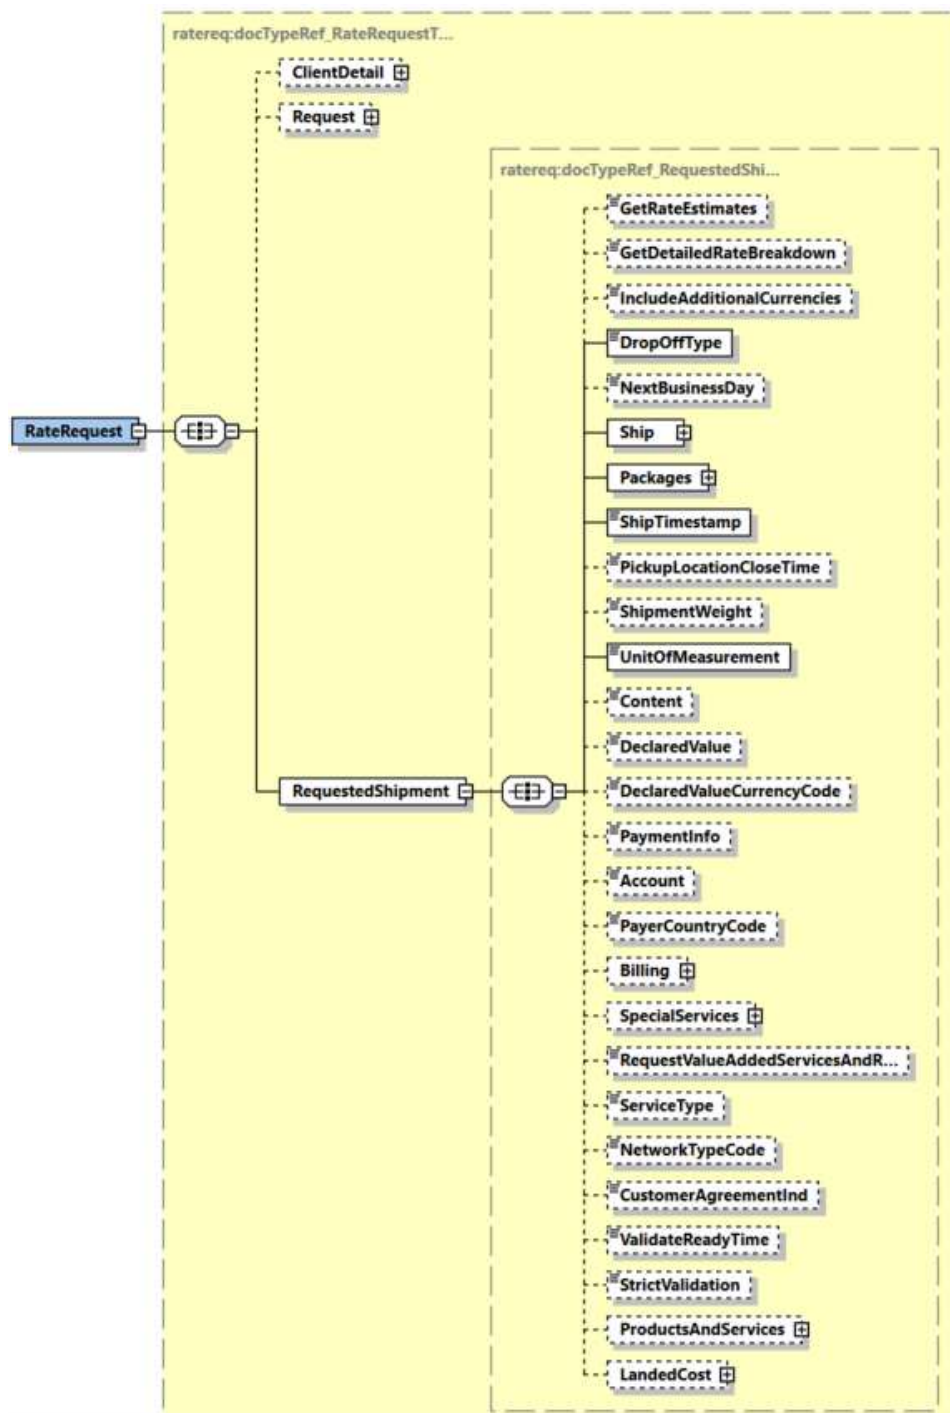 ratereq:docTypeRef_RateRequestT...
ClientDetail
Request
ratereq:docTypeRef_RequestedShi...
GetRateEstimates
GetDetailedRateBreakdown
IncludeAdditionalCurrencies
DropOffType
NextBusinessDay
RateRequest
Ship
Packages
ShipTimestamp
PickupLocationCloseTime
ShipmentWeight
UnitOfMeasurement
Content
DeclaredValue
RequestedShipment
DeclaredValueCurrencyCode
PaymentInfo
Account
PayerCountryCode
Billing
SpecialServices
RequestValueAddedServicesAndR...
ServiceType
NetworkTypeCode
CustomerAgreementInd
ValidateReadyTime
StrictValidation
ProductsAndServices
LandedCost